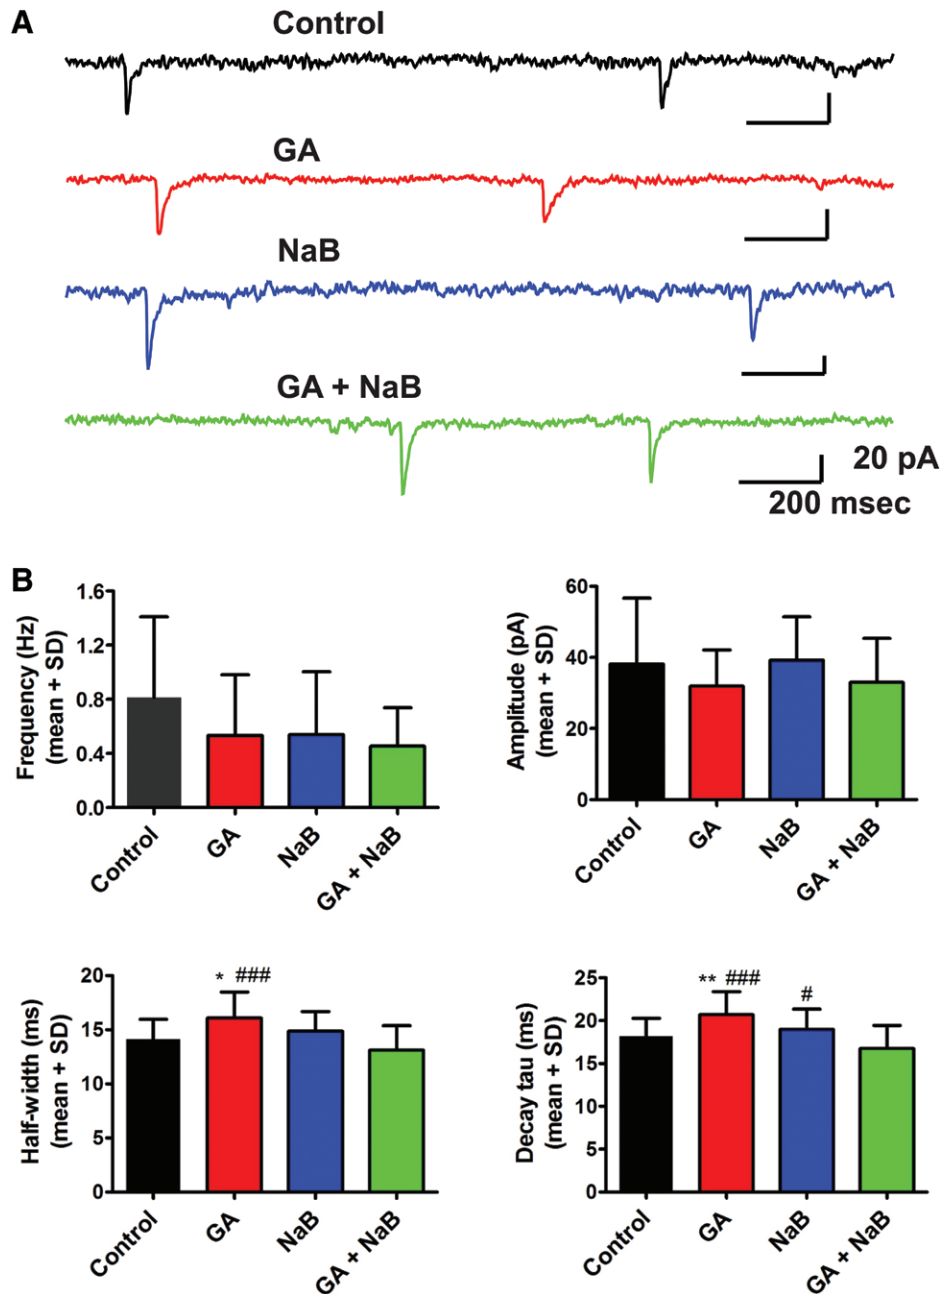 A
Control
GA
NaB
GA + NaB
20 pA
200 msec
B
Frequency (Hz)
(mean + SD)
1.6
1.2
0.8
0.4
0.0
Control
GA
NaB
GA + NaB
Amplitude (pA)
(mean + SD)
60
40
20
0
Control
GA
NaB
GA + NaB
Half-width (ms)
(mean + SD)
20
15
10
5
0
* ###
Control
GA
NaB
GA + NaB
Decay tau (ms)
(mean + SD)
25
20
15
10
5
0
** ###
#
Control
GA
NaB
GA + NaB